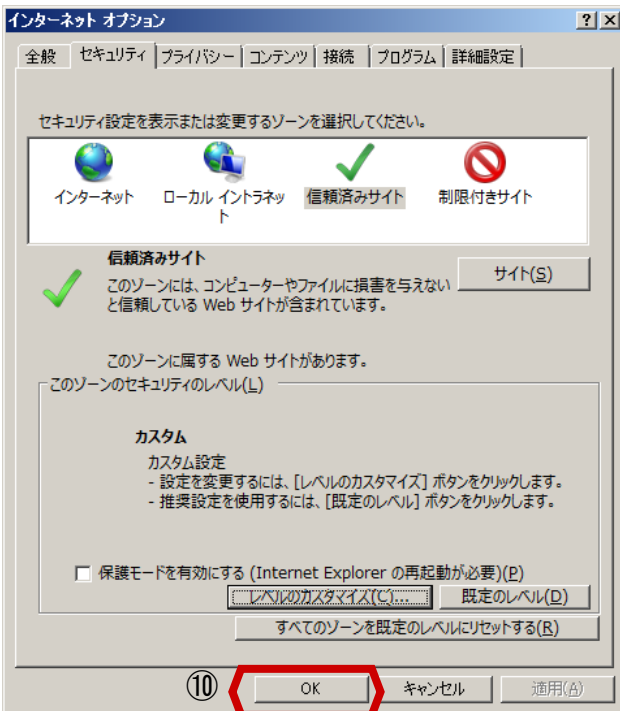 インターネット オプション
全般 セキュリティ プライバシー コンテンツ 接続 プログラム 詳細設定
セキュリティ設定を表示または変更するゾーンを選択してください。
インターネット ローカル イントラネッ 信頼済みサイト 制限付きサイト
ト
信頼済みサイト
サイト(S)
このゾーンには、コンピューターやファイルに損害を与えない
と信頼している Web サイトが含まれています。
このゾーンに属する Web サイトがあります。
このゾーンのセキュリティのレベル(L)
カスタム
カスタム設定
- 設定を変更するには、[レベルのカスタマイズ] ボタンをクリックします。
- 推奨設定を使用するには、[既定のレベル] ボタンをクリックします。
保護モードを有効にする (Internet Explorer の再起動が必要)(P)
レベルのカスタマイズ(C)... 既定のレベル(D)
すべてのゾーンを既定のレベルにリセットする(R)
⑩ OK キャンセル 適用(A)